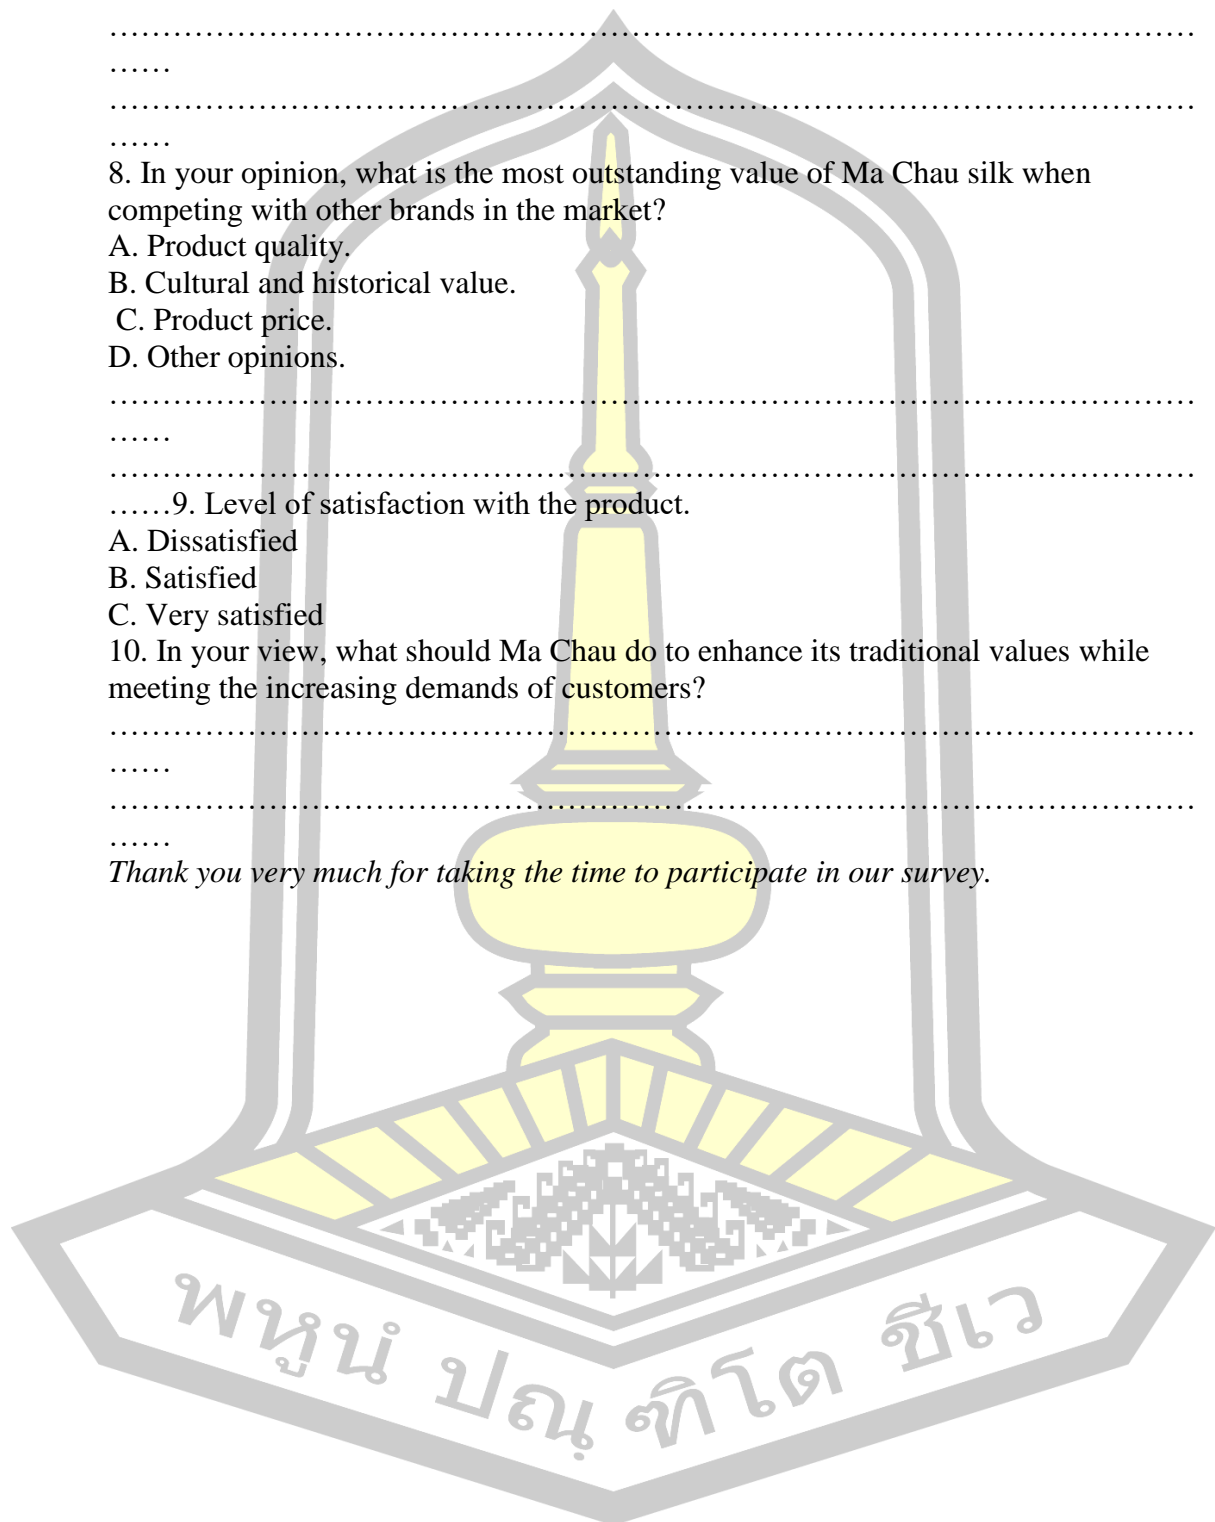 ……………………………………………………………………………………………
……
……………………………………………………………………………………………
……
8. In your opinion, what is the most outstanding value of Ma Chau silk when
competing with other brands in the market?
A. Product quality.
B. Cultural and historical value.
C. Product price.
D. Other opinions.
……………………………………………………………………………………………
……
……………………………………………………………………………………………
……9. Level of satisfaction with the product.
A. Dissatisfied
B. Satisfied
C. Very satisfied
10. In your view, what should Ma Chau do to enhance its traditional values while
meeting the increasing demands of customers?
……………………………………………………………………………………………
……
……………………………………………………………………………………………
……
Thank you very much for taking the time to participate in our survey.
พหูนํ ปณฺ ฑิโต ชีเว